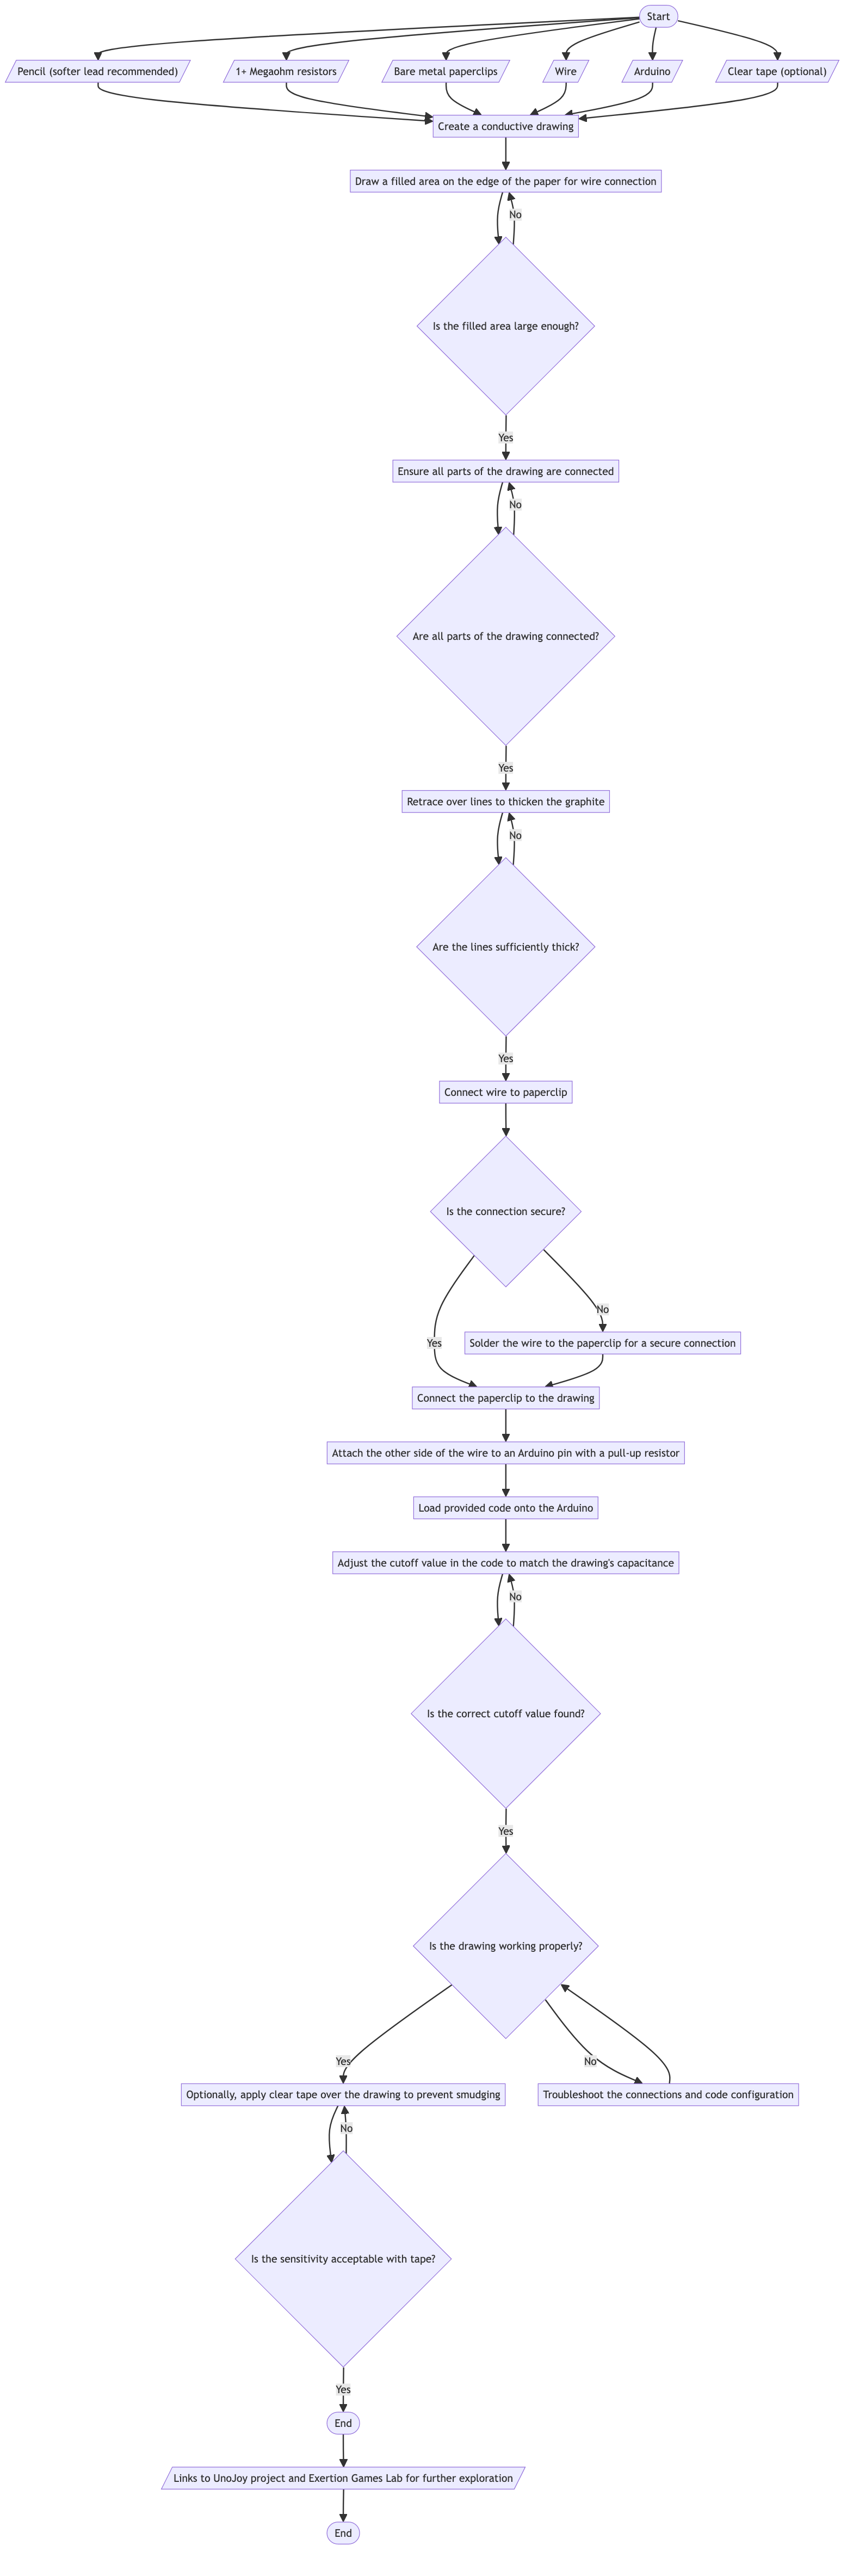 Start
Pencil (softer lead recommended)
1+ Megaohm resistors
Bare metal paperclips
Wire
Arduino
Clear tape (optional)
Create a conductive drawing
Draw a filled area on the edge of the paper for wire connection
No
Is the filled area large enough?
Yes
Ensure all parts of the drawing are connected
No
Are all parts of the drawing connected?
Yes
Retrace over lines to thicken the graphite
No
Are the lines sufficiently thick?
Yes
Connect wire to paperclip
Is the connection secure?
No
Yes
Solder the wire to the paperclip for a secure connection
Connect the paperclip to the drawing
Attach the other side of the wire to an Arduino pin with a pull-up resistor
Load provided code onto the Arduino
Adjust the cutoff value in the code to match the drawing's capacitance
No
Is the correct cutoff value found?
Yes
Is the drawing working properly?
Yes
No
Optionally, apply clear tape over the drawing to prevent smudging
Troubleshoot the connections and code configuration
No
Is the sensitivity acceptable with tape?
Yes
End
Links to UnoJoy project and Exertion Games Lab for further exploration
End